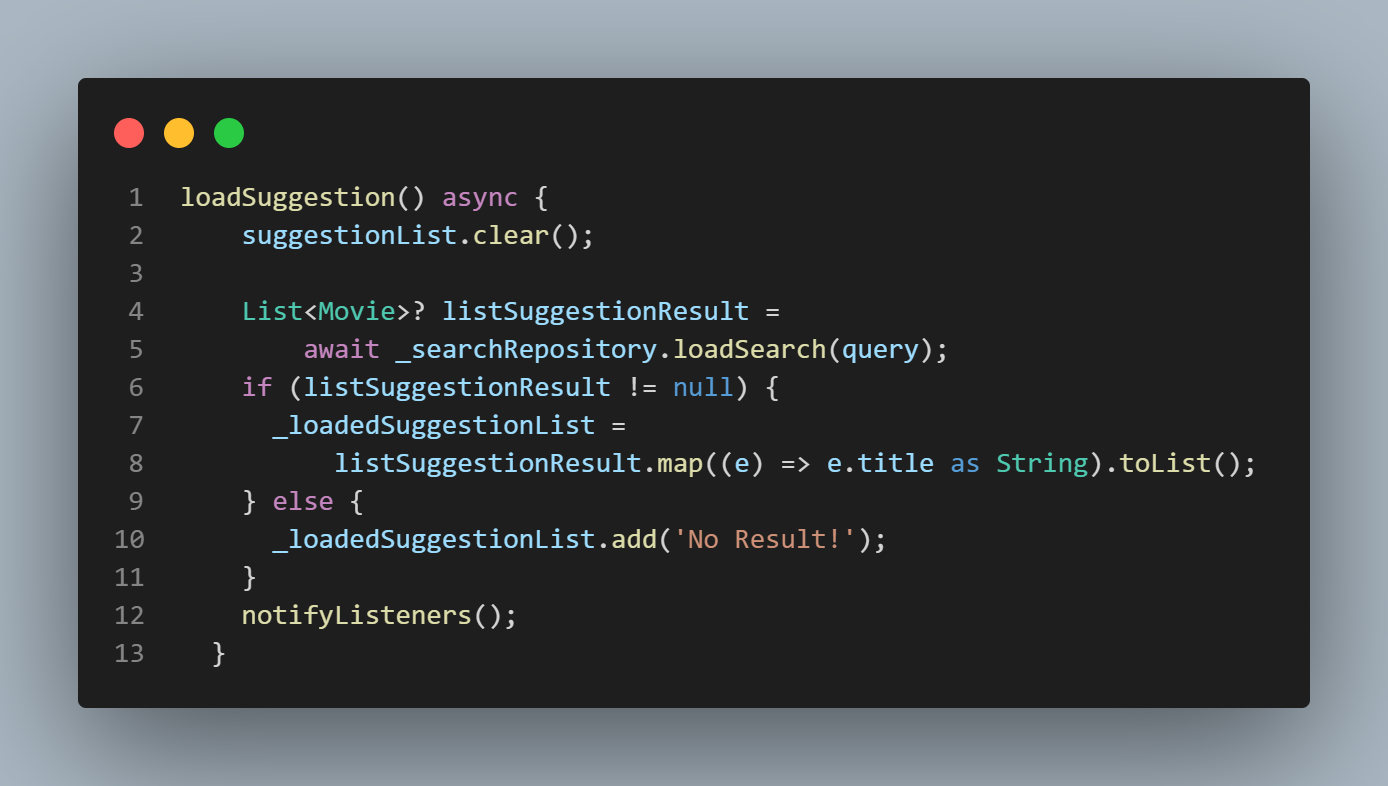 1 loadSuggestion() async {
2     suggestionList.clear();
3
4     List<Movie>? listSuggestionResult =
5         await _searchRepository.loadSearch(query);
6     if (listSuggestionResult != null) {
7       _loadedSuggestionList =
8           listSuggestionResult.map((e) => e.title as String).toList();
9     } else {
10       _loadedSuggestionList.add('No Result!');
11     }
12     notifyListeners();
13   }